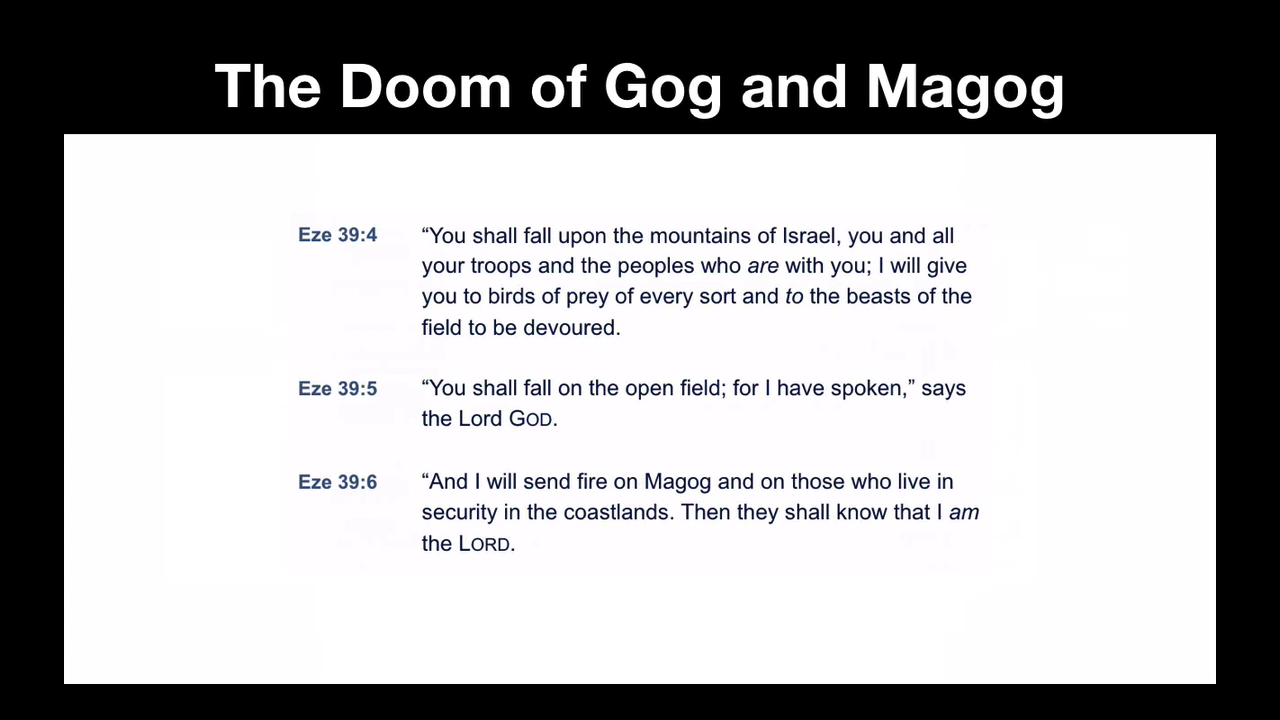 The Doom of Gog and Magog
Eze 39:4 “You shall fall upon the mountains of Israel, you and all
your troops and the peoples who are with you; I will give
you to birds of prey of every sort and to the beasts of the
field to be devoured.
Eze 39:5 “You shall fall on the open field; for I have spoken,” says
the Lord GOD.
Eze 39:6 “And I will send fire on Magog and on those who live in
security in the coastlands. Then they shall know that I am
the LORD.